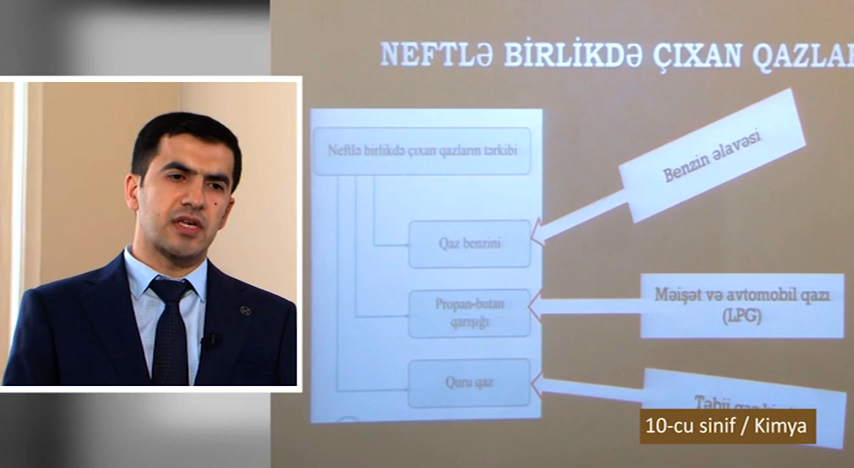 NEFTLƏ BİRLİKDƏ ÇIXAN QAZLAR
Neftlə birlikdə çıxan qazların tərkibi
Benzin əlavəsi
Qaz benzini
Propan-butan
qarışığı
Məişət və avtomobil qazı
(LPG)
Quru qaz
Təbii
10-cu sinif / Kimya